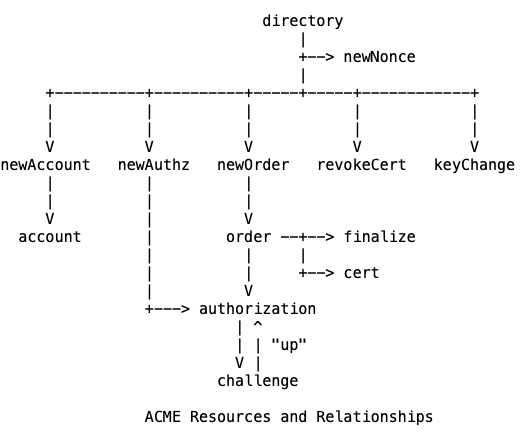 directory
newNonce
newAccount newAuthz newOrder revokeCert keyChange
account order finalize
cert
authorization
"up"
challenge
ACME Resources and Relationships